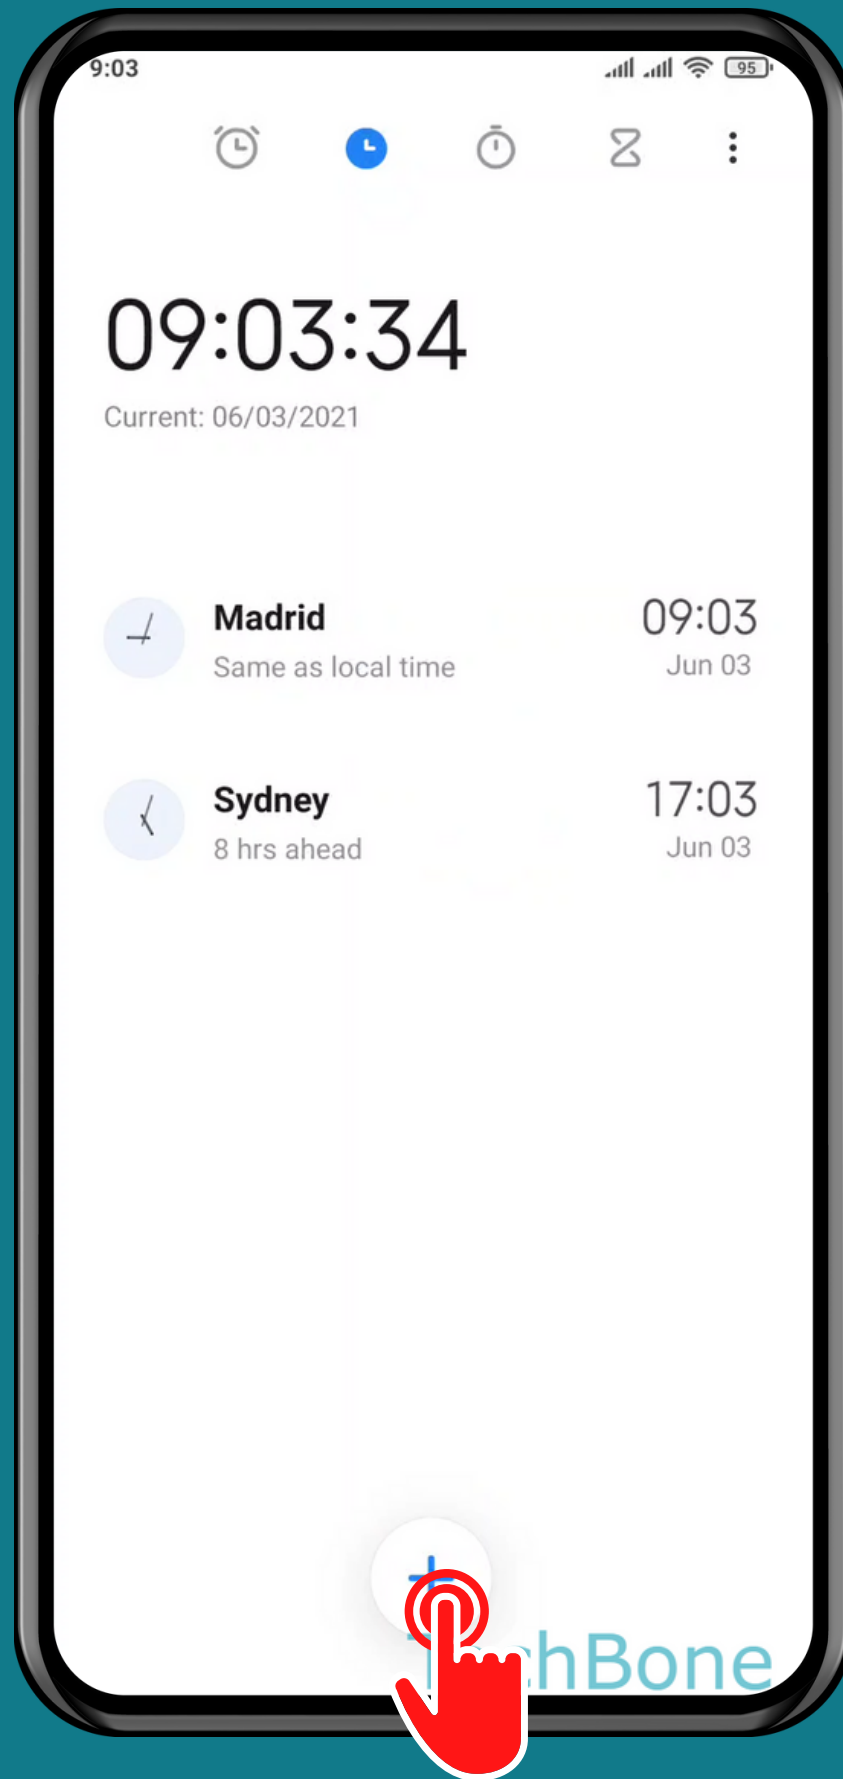 9:03
95
09:03:34
Current: 06/03/2021
Madrid
09:03
Same as local time
Jun 03
Sydney
17:03
8 hrs ahead
Jun 03